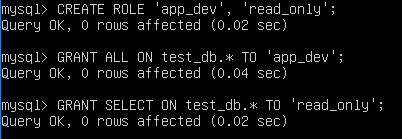 mysql> CREATE ROLE 'app_dev', 'read_only';
Query OK, 0 rows affected (0.02 sec)
mysql> GRANT ALL ON test_db.* TO 'app_dev';
Query OK, 0 rows affected (0.04 sec)
mysql> GRANT SELECT ON test_db.* TO 'read_only';
Query OK, 0 rows affected (0.02 sec)